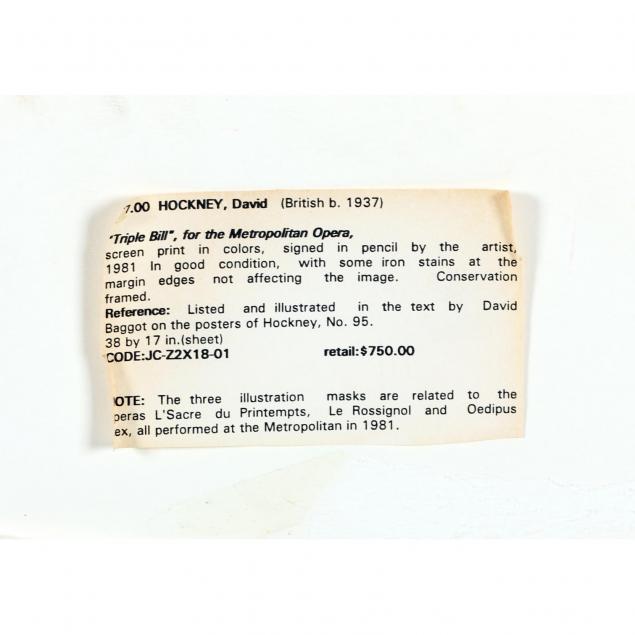 7.00 HOCKNEY, David (British b. 1937)
"Triple Bill", for the Metropolitan Opera,
screen print in colors, signed in pencil by the artist,
1981 In good condition, with some iron stains at the
margin edges not affecting the image. Conservation
framed.
Reference: Listed and illustrated in the text by David
Baggot on the posters of Hockney, No. 95.
38 by 17 in.(sheet)
CODE:JC-Z2X18-01 retail:$750.00
OTE: The three illustration masks are related to the
peras L'Sacre du Printempts, Le Rossignol and Oedipus
ex, all performed at the Metropolitan in 1981.